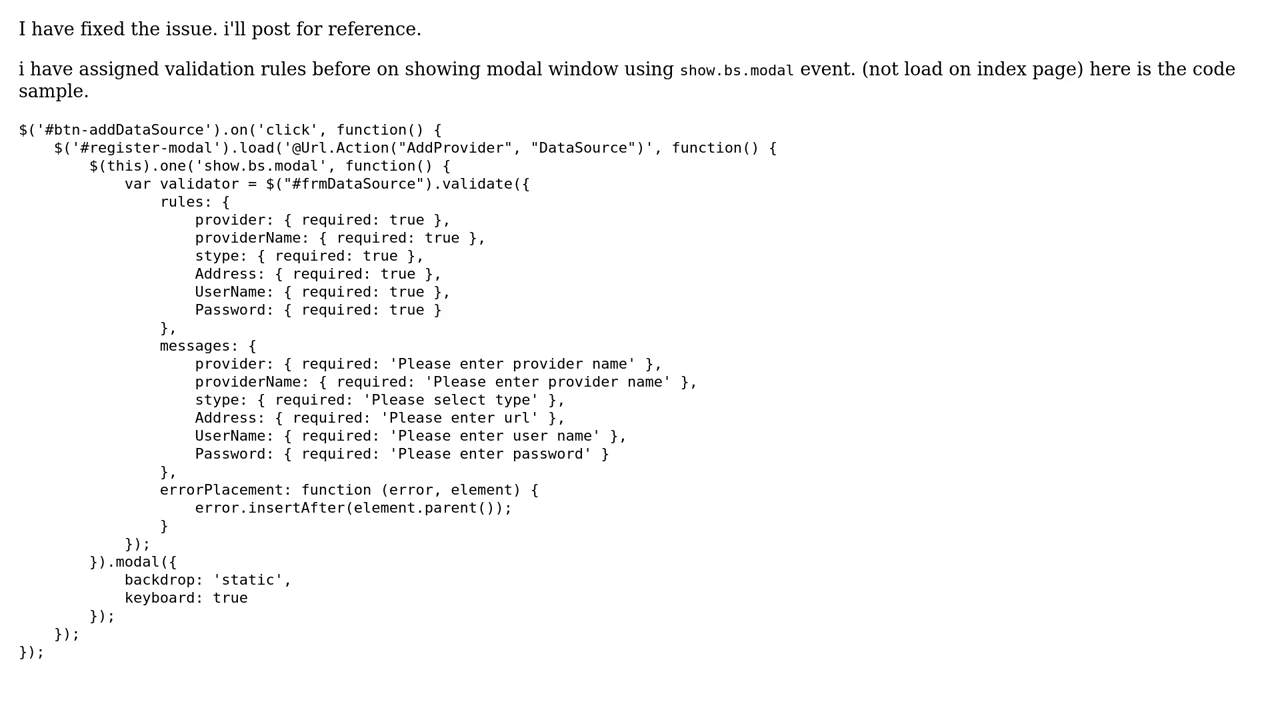 I have fixed the issue. i'll post for reference.
i have assigned validation rules before on showing modal window using show.bs.modal event. (not load on index page) here is the code
sample.
$('#btn-addDataSource').on('click', function() {
    $('#register-modal').load('@Url.Action("AddProvider", "DataSource")', function() {
        $(this).one('show.bs.modal', function() {
            var validator = $("#frmDataSource").validate({
                rules: {
                    provider: { required: true },
                    providerName: { required: true },
                    stype: { required: true },
                    Address: { required: true },
                    UserName: { required: true },
                    Password: { required: true }
                },
                messages: {
                    provider: { required: 'Please enter provider name' },
                    providerName: { required: 'Please enter provider name' },
                    stype: { required: 'Please select type' },
                    Address: { required: 'Please enter url' },
                    UserName: { required: 'Please enter user name' },
                    Password: { required: 'Please enter password' }
                },
                errorPlacement: function (error, element) {
                    error.insertAfter(element.parent());
                }
            });
        }).modal({
            backdrop: 'static',
            keyboard: true
        });
    });
});